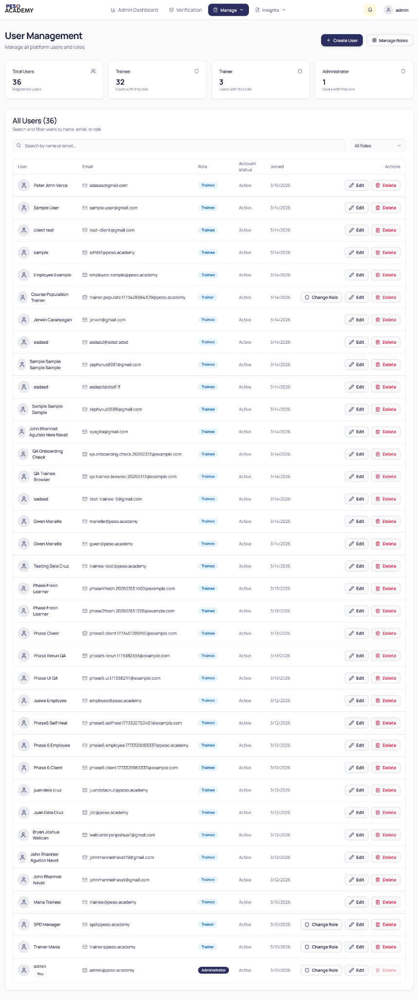 PESO
ACADEMY
Admin Dashboard
Verification
Manage
Insights
admin
User Management
Manage all platform users and roles
Create User
Manage Roles
Total Users
36
Registered users
Trainee
32
Users with this role
Trainer
3
Users with this role
Administrator
1
Users with this role
All Users (36)
Search and filter users by name, email, or role
Search by name or email...
All Roles
User Email Role Account status Joined Actions
Peter John Varca sdasas@gmail.com Trainee Active 3/15/2026 Edit Delete
Sample User sample.user@gmail.com Trainee Active 3/14/2026 Edit Delete
client test test-client@gmail.com Trainee Active 3/14/2026 Edit Delete
sample sdfdsf@peso.academy Trainee Active 3/14/2026 Edit Delete
Employee Example employee-sample@peso.academy Trainee Active 3/14/2026 Edit Delete
Course Population Trainer trainer.populate.1773428984309@peso.academy Trainer Active 3/14/2026 Change Role Edit Delete
Jerwin Caranyagan jerwin@gmail.com Trainee Active 3/14/2026 Edit Delete
asdasd asdasd@sdsd.sdsd Trainee Active 3/14/2026 Edit Delete
Sample Sample Sample Sample zephyrus8981@gmail.com Trainee Active 3/14/2026 Edit Delete
asdasd asdasd@dsdf.ff Trainee Active 3/14/2026 Edit Delete
Sample Sample Sample zephyrus5688@gmail.com Trainee Active 3/14/2026 Edit Delete
John Rhanniel Aguiton Nera Navat xyagita@gmail.com Trainee Active 3/14/2026 Edit Delete
QA Onboarding Check qa.onboarding.check.20260313@example.com Trainee Active 3/14/2026 Edit Delete
QA Trainee Browser qa.trainee.browser.20260313@example.com Trainee Active 3/14/2026 Edit Delete
sadasd test-trainee-5@gmail.com Trainee Active 3/14/2026 Edit Delete
Gwen Marielle marielle@peso.academy Trainee Active 3/14/2026 Edit Delete
Gwen Marielle gwen@peso.academy Trainee Active 3/14/2026 Edit Delete
Testing Dela Cruz trainee-test@peso.academy Trainee Active 3/14/2026 Edit Delete
Phase Fresh Learner phase4fresh.20260313.1400@example.com Trainee Active 3/13/2026 Edit Delete
Phase Fresh Learner phase2fresh.20260313.1220@example.com Trainee Active 3/13/2026 Edit Delete
Phase Client phase2.client.1773401209150@example.com Trainee Active 3/13/2026 Edit Delete
Phase Rerun QA phase5.rerun.1773382333@example.com Trainee Active 3/13/2026 Edit Delete
Phase UI QA phase5.ui.1773382111@example.com Trainee Active 3/13/2026 Edit Delete
Juswa Employee employee@peso.academy Trainee Active 3/12/2026 Edit Delete
Phase6 Self Heal phase6.selfheal.1773320750461@example.com Trainee Active 3/12/2026 Edit Delete
Phase 6 Employee phase6.employee.1773320065337@peso.academy Trainee Active 3/12/2026 Edit Delete
Phase 6 Client phase6.client.1773320065337@example.com Trainee Active 3/12/2026 Edit Delete
juan dela cruz juandelacruz@peso.academy Trainee Active 3/12/2026 Edit Delete
Juan Dela Cruz jdc@peso.academy Trainee Active 3/12/2026 Edit Delete
Bryan Joshua Walican walicanbryanjoshua7@gmail.com Trainee Active 3/12/2026 Edit Delete
John Rhanniel Aguiton Navat johnrhannielnavat19@gmail.com Trainee Active 3/12/2026 Edit Delete
John Rhanniel Navat johnrhannielnavat@gmail.com Trainee Active 3/12/2026 Edit Delete
Maria Trainee trainee@peso.academy Trainee Active 3/10/2026 Edit Delete
SPD Manager spd@peso.academy Trainer Active 3/10/2026 Change Role Edit Delete
Trainer Maria trainer@peso.academy Trainer Active 3/10/2026 Change Role Edit Delete
admin You admin@peso.academy Administrator Active 3/10/2026 Change Role Edit Delete